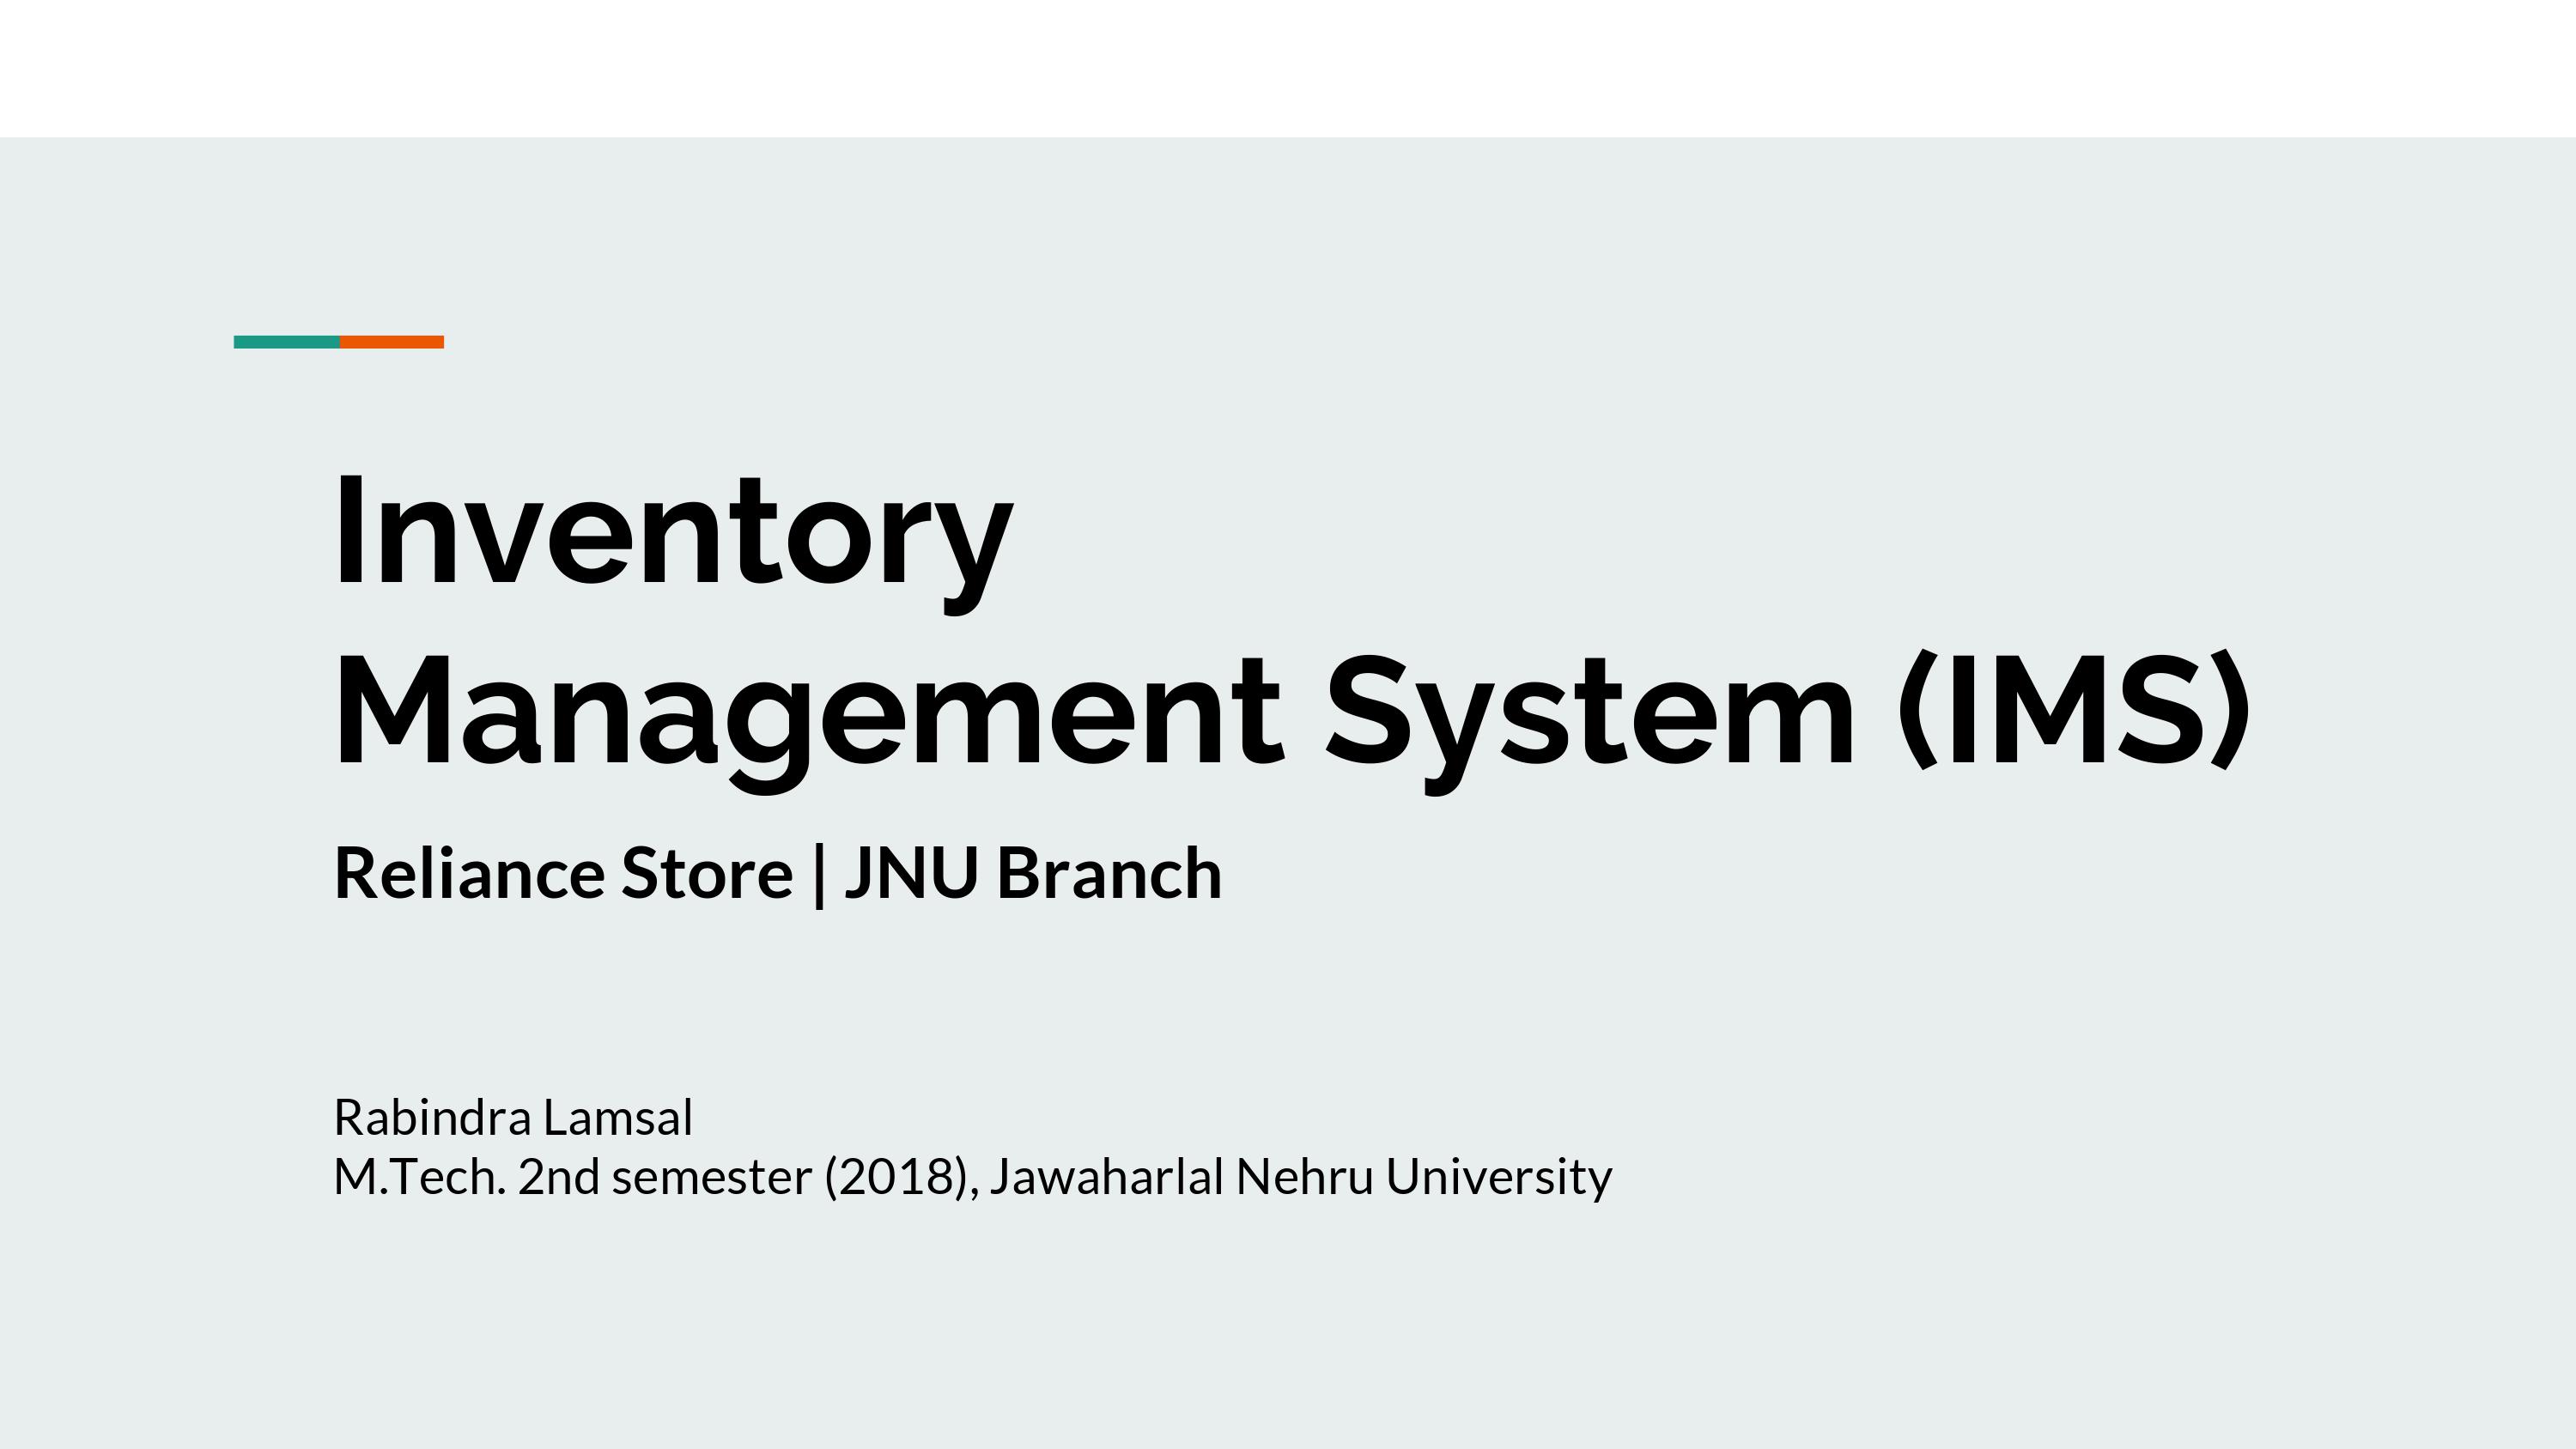 Inventory
Management System (IMS)
Reliance Store | JNU Branch
Rabindra Lamsal
M.Tech. 2nd semester (2018), Jawaharlal Nehru University